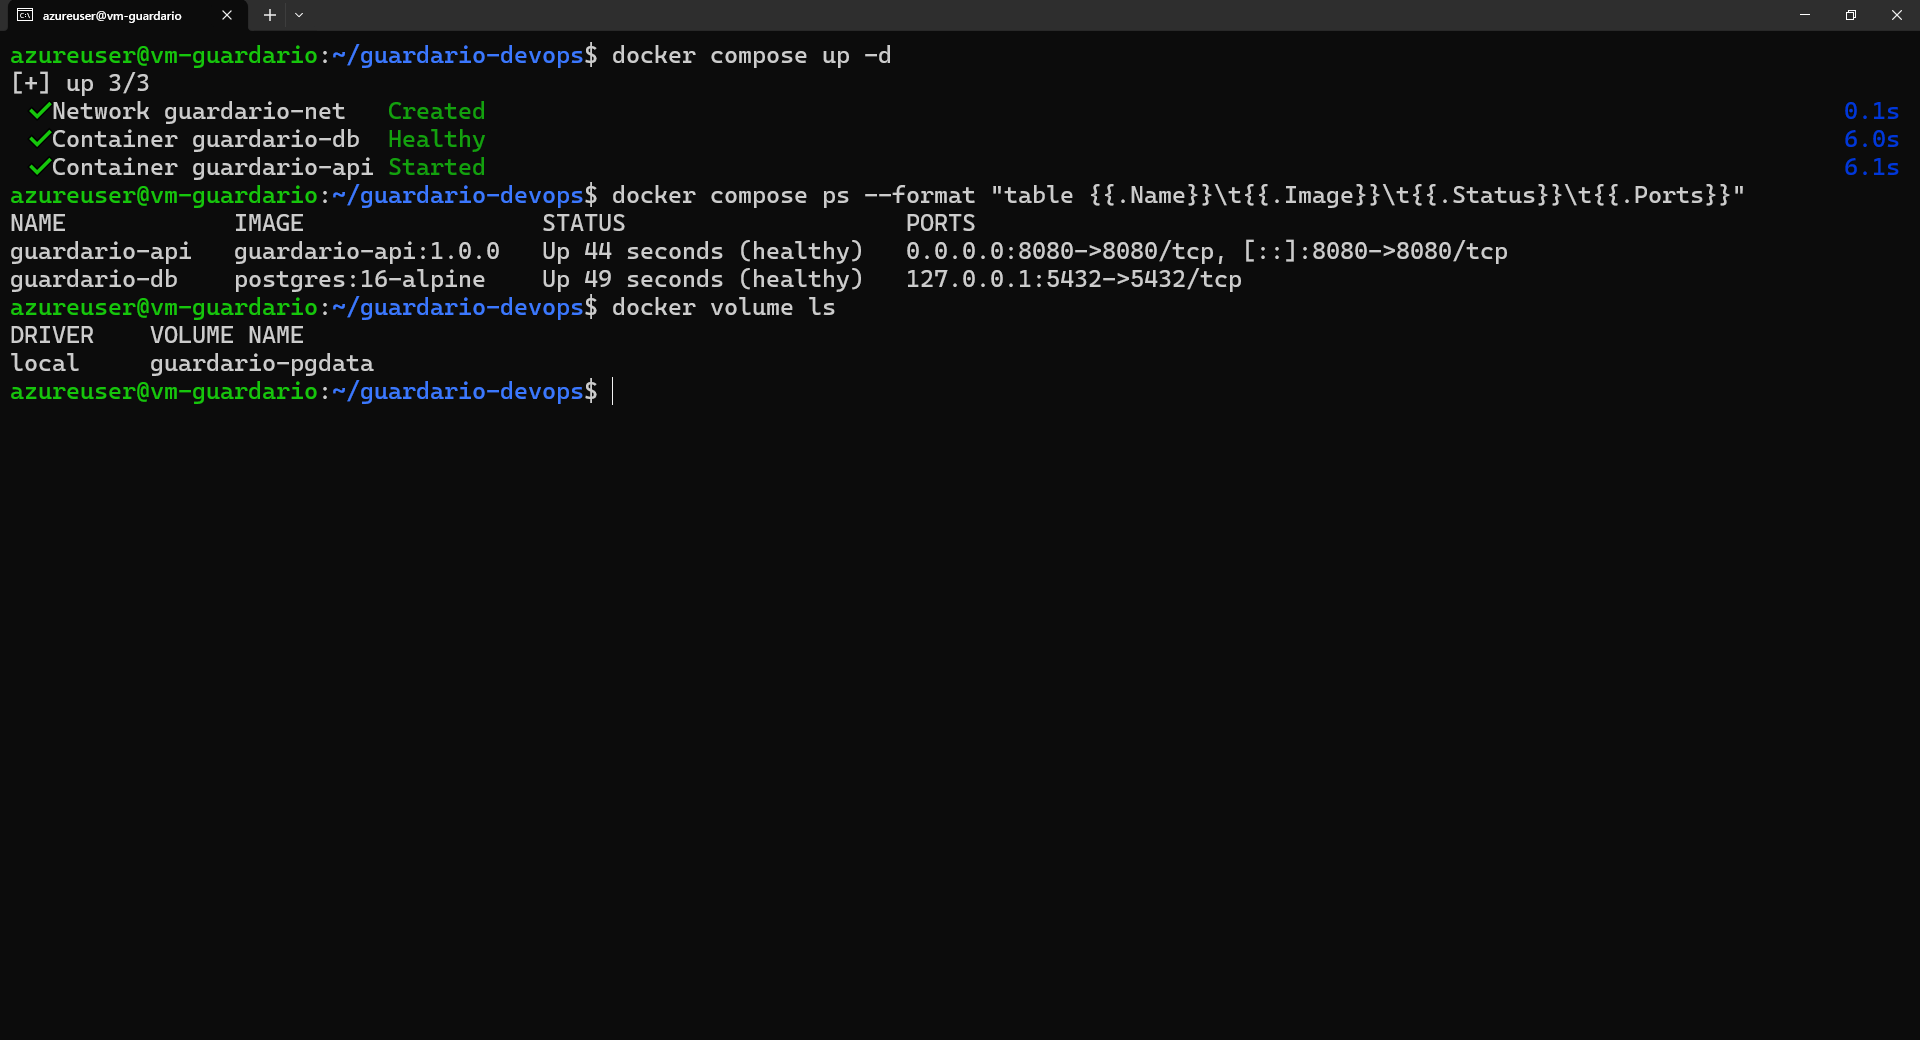 azureuser@vm-guardario
azureuser@vm-guardario:~/guardario-devops$ docker compose up -d
[+] up 3/3
✓Network guardario-net Created 0.1s
✓Container guardario-db Healthy 6.0s
✓Container guardario-api Started 6.1s
azureuser@vm-guardario:~/guardario-devops$ docker compose ps --format "table {{.Name}}\t{{.Image}}\t{{.Status}}\t{{.Ports}}"
NAME IMAGE STATUS PORTS
guardario-api guardario-api:1.0.0 Up 44 seconds (healthy) 0.0.0.0:8080->8080/tcp, [::]:8080->8080/tcp
guardario-db postgres:16-alpine Up 49 seconds (healthy) 127.0.0.1:5432->5432/tcp
azureuser@vm-guardario:~/guardario-devops$ docker volume ls
DRIVER VOLUME NAME
local guardario-pgdata
azureuser@vm-guardario:~/guardario-devops$